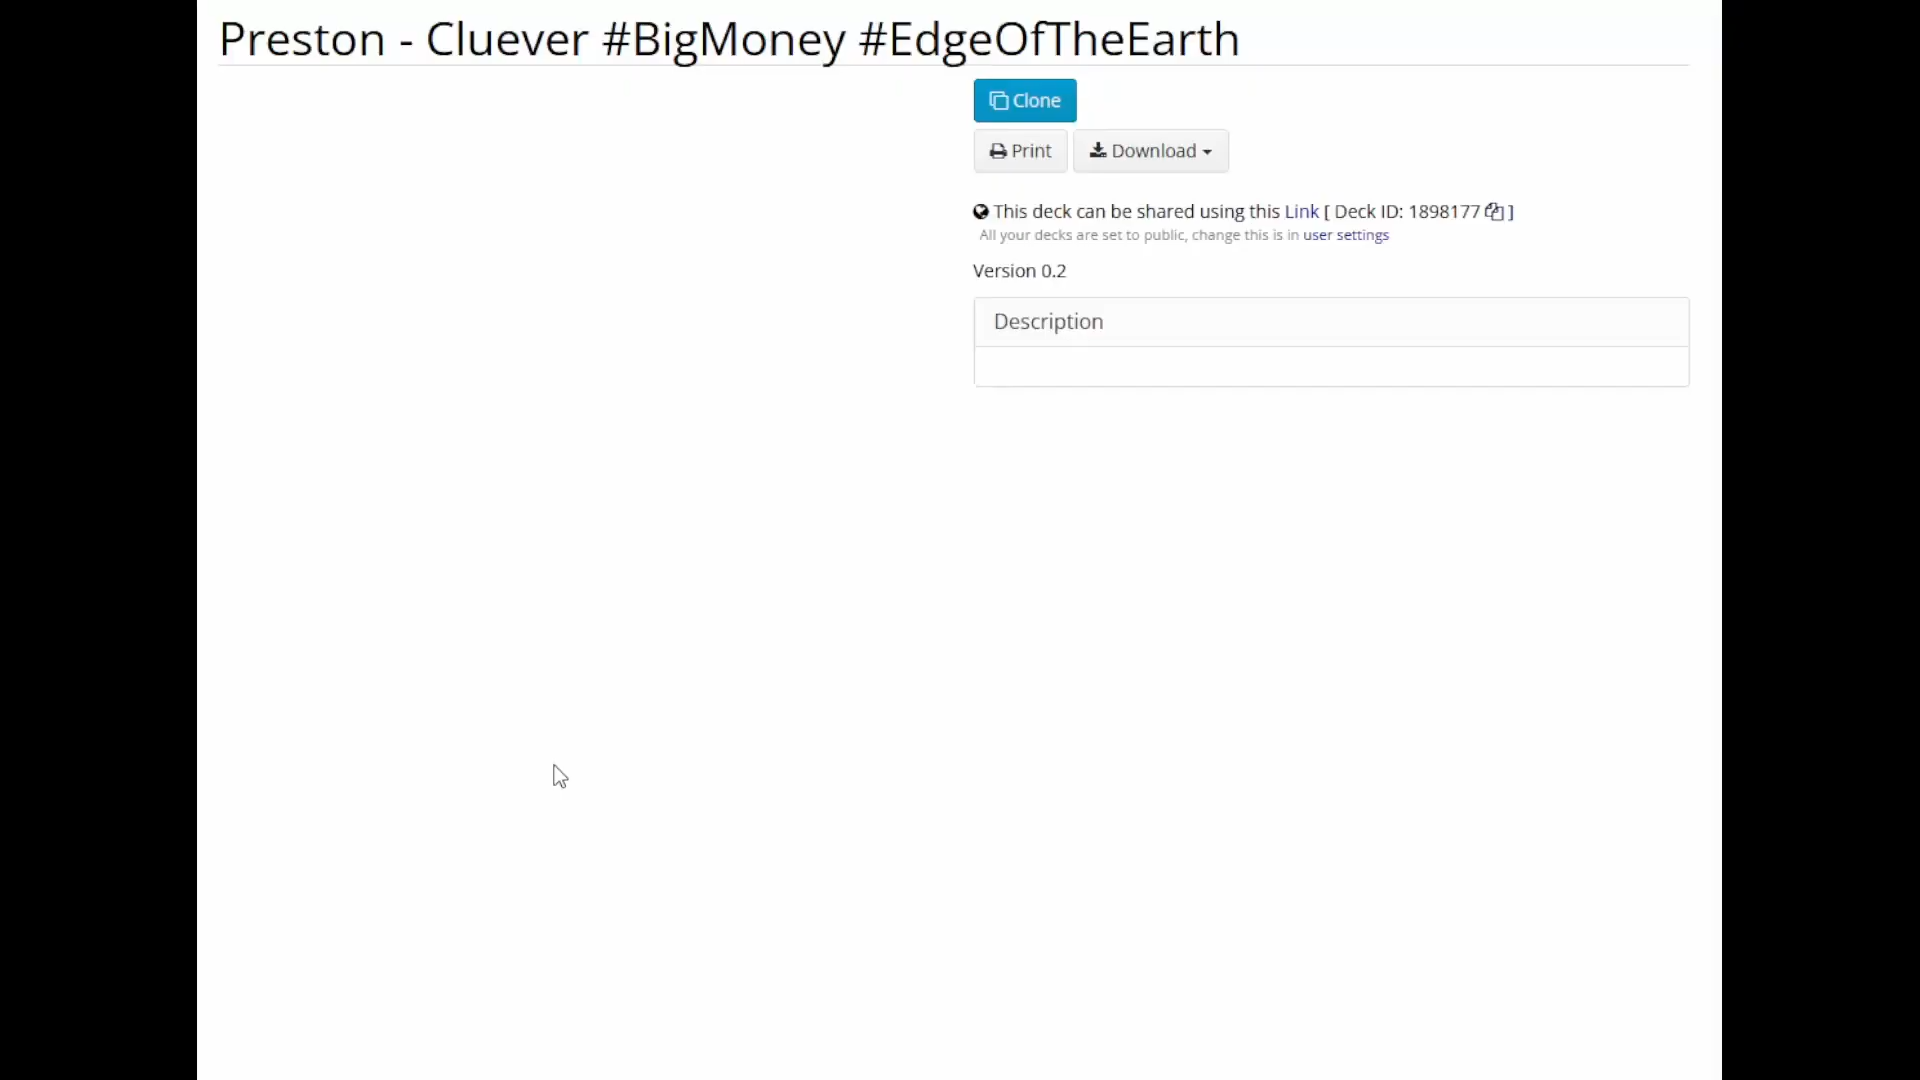 Preston - Cluever #BigMoney #EdgeOfTheEarth
Clone
Print
Download
This deck can be shared using this Link [ Deck ID: 1898177 ]
All your decks are set to public, change this is in user settings
Version 0.2
Description